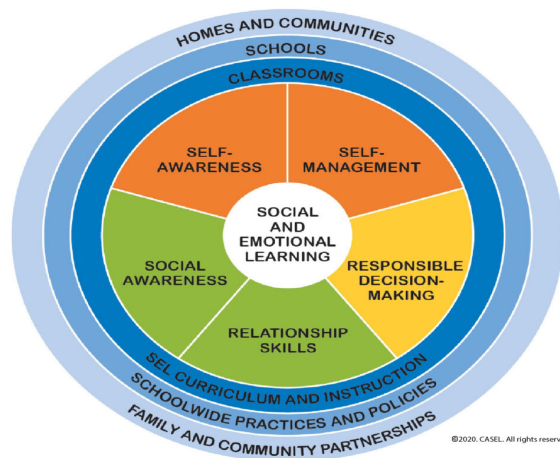 HOMES AND COMMUNITIES
SCHOOLS
CLASSROOMS
SELF-
AWARENESS
SELF-
MANAGEMENT
SOCIAL
AND
EMOTIONAL
LEARNING
SOCIAL
AWARENESS
RESPONSIBLE
DECISION-
MAKING
RELATIONSHIP
SKILLS
SEL CURRICULUM AND INSTRUCTION
SCHOOLWIDE PRACTICES AND POLICIES
FAMILY AND COMMUNITY PARTNERSHIPS
©2020. CASEL. All rights reserv